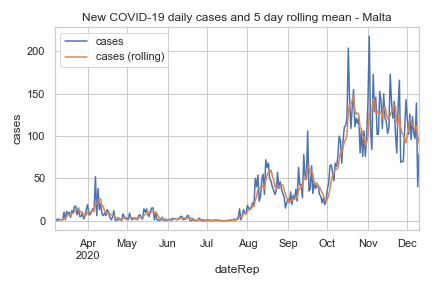 New COVID-19 daily cases and 5 day rolling mean - Malta
cases
cases (rolling)
200
150
100
50
0
cases
Apr May Jun Jul Aug Sep Oct Nov Dec
2020
dateRep